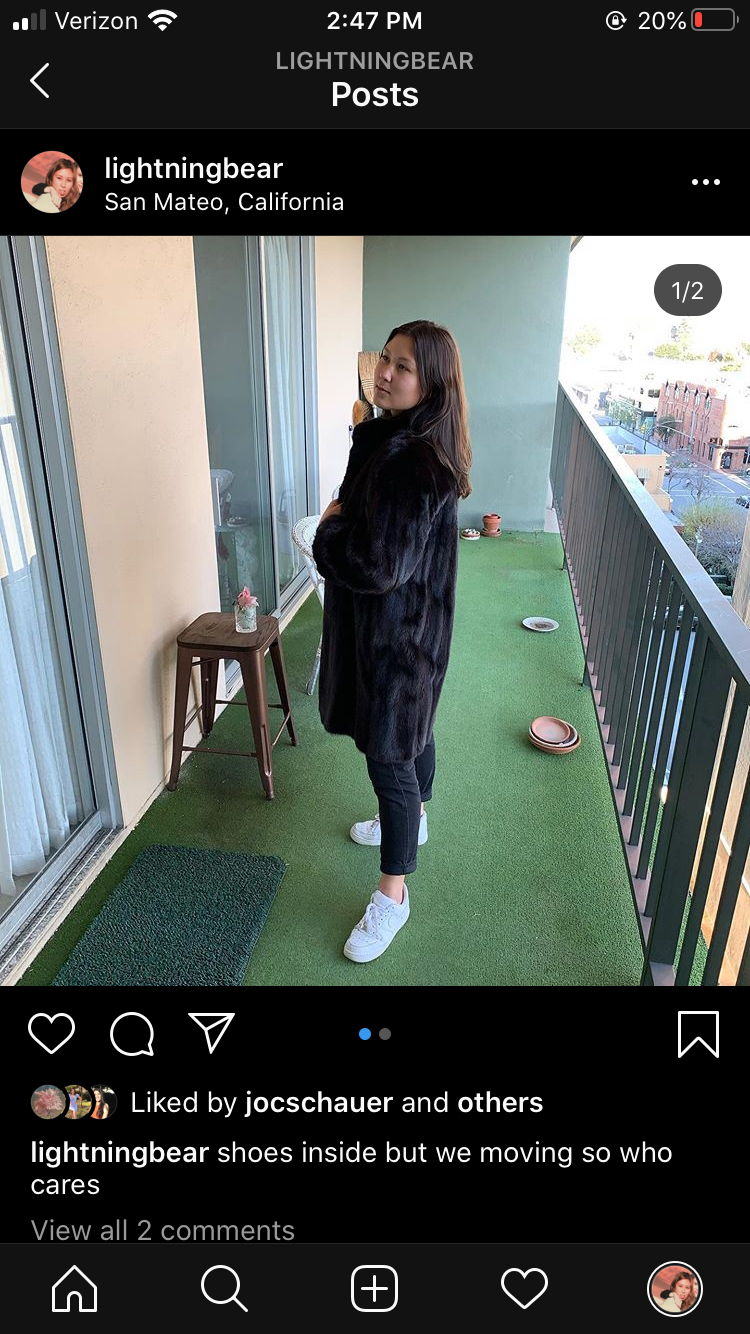 Verizon 2:47 PM 20%
LIGHTNINGBEAR
Posts
lightningbear
San Mateo, California
1/2
Liked by jocschauer and others
lightningbear shoes inside but we moving so who
cares
View all 2 comments